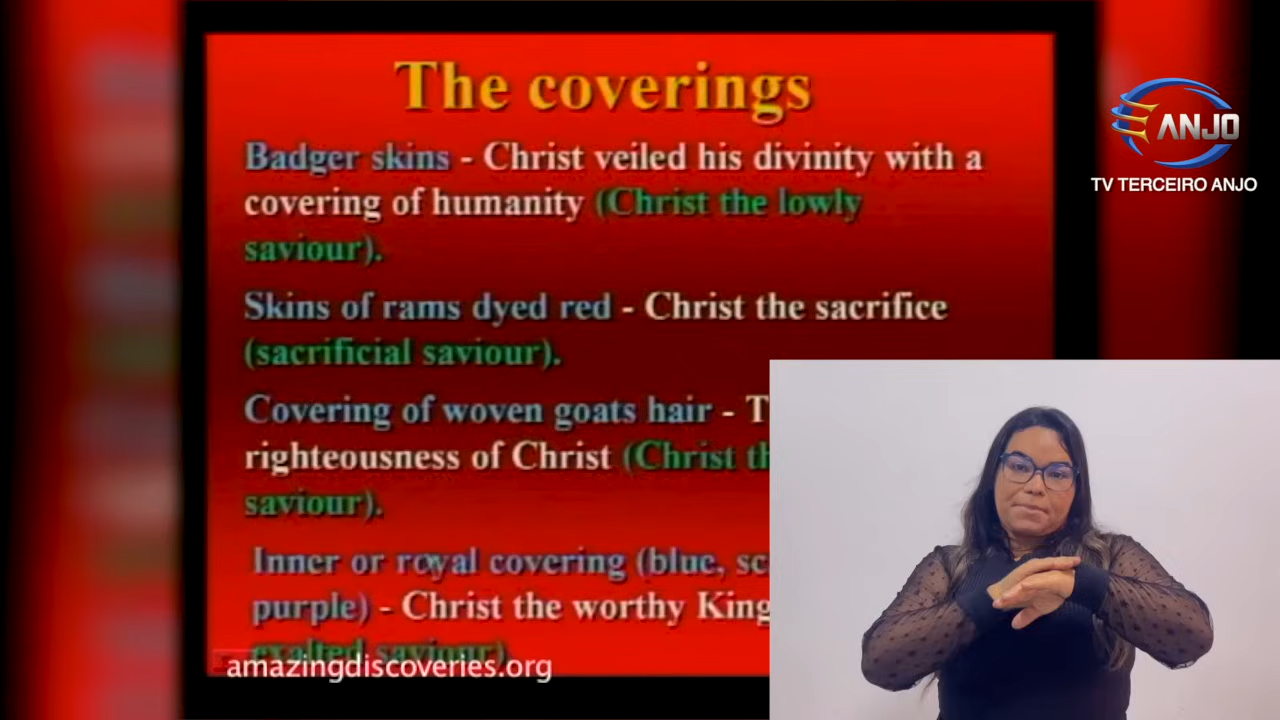 The coverings
Badger skins - Christ veiled his divinity with a
covering of humanity (Christ the lowly
saviour).
Skins of rams dyed red - Christ the sacrifice
(sacrificial saviour).
Covering of woven goats hair - T
righteousness of Christ (Christ th
saviour).
Inner or royal covering (blue, sc
purple) - Christ the worthy King
exalted saviour)
amazingdiscoveries.org
ANJO
TV TERCEIRO ANJO